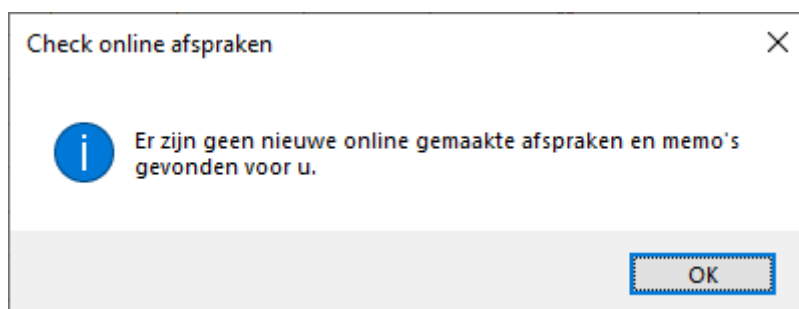 Check online afspraken
Er zijn geen nieuwe online gemaakte afspraken en memo's
gevonden voor u.
OK